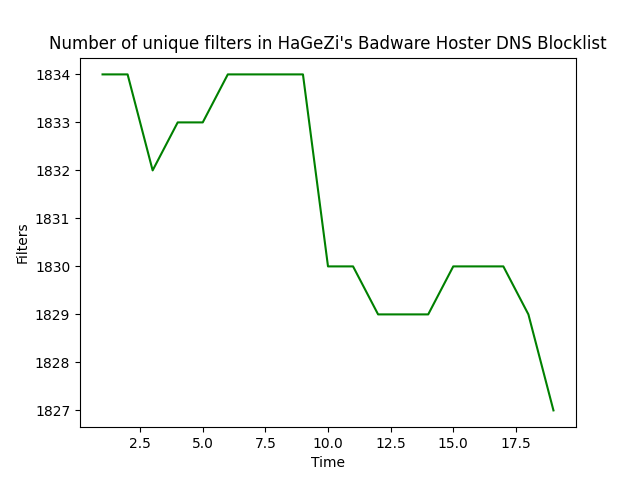 Number of unique filters in HaGeZi's Badware Hoster DNS Blocklist
1834
1833
1832
1831
1830
1829
1828
1827
Filters
2.5 5.0 7.5 10.0 12.5 15.0 17.5
Time